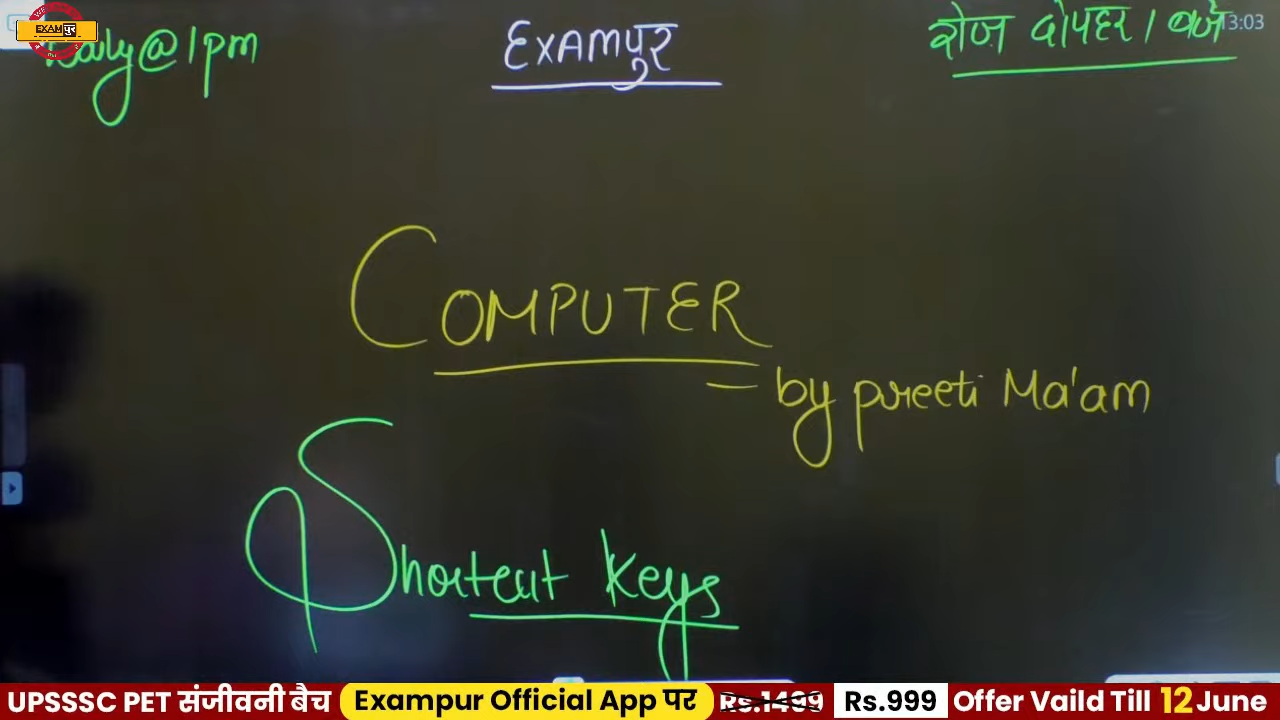 EXAMपुर
Daily@1pm
EXAMपुर
रोज दोपहर 1 बजे
13:03
COMPUTER
by preeti Ma'am
Shortcut keys
UPSSSC PET संजीवनी बैच Exampur Official App पर Rs.1499 Rs.999 Offer Vaild Till 12 June